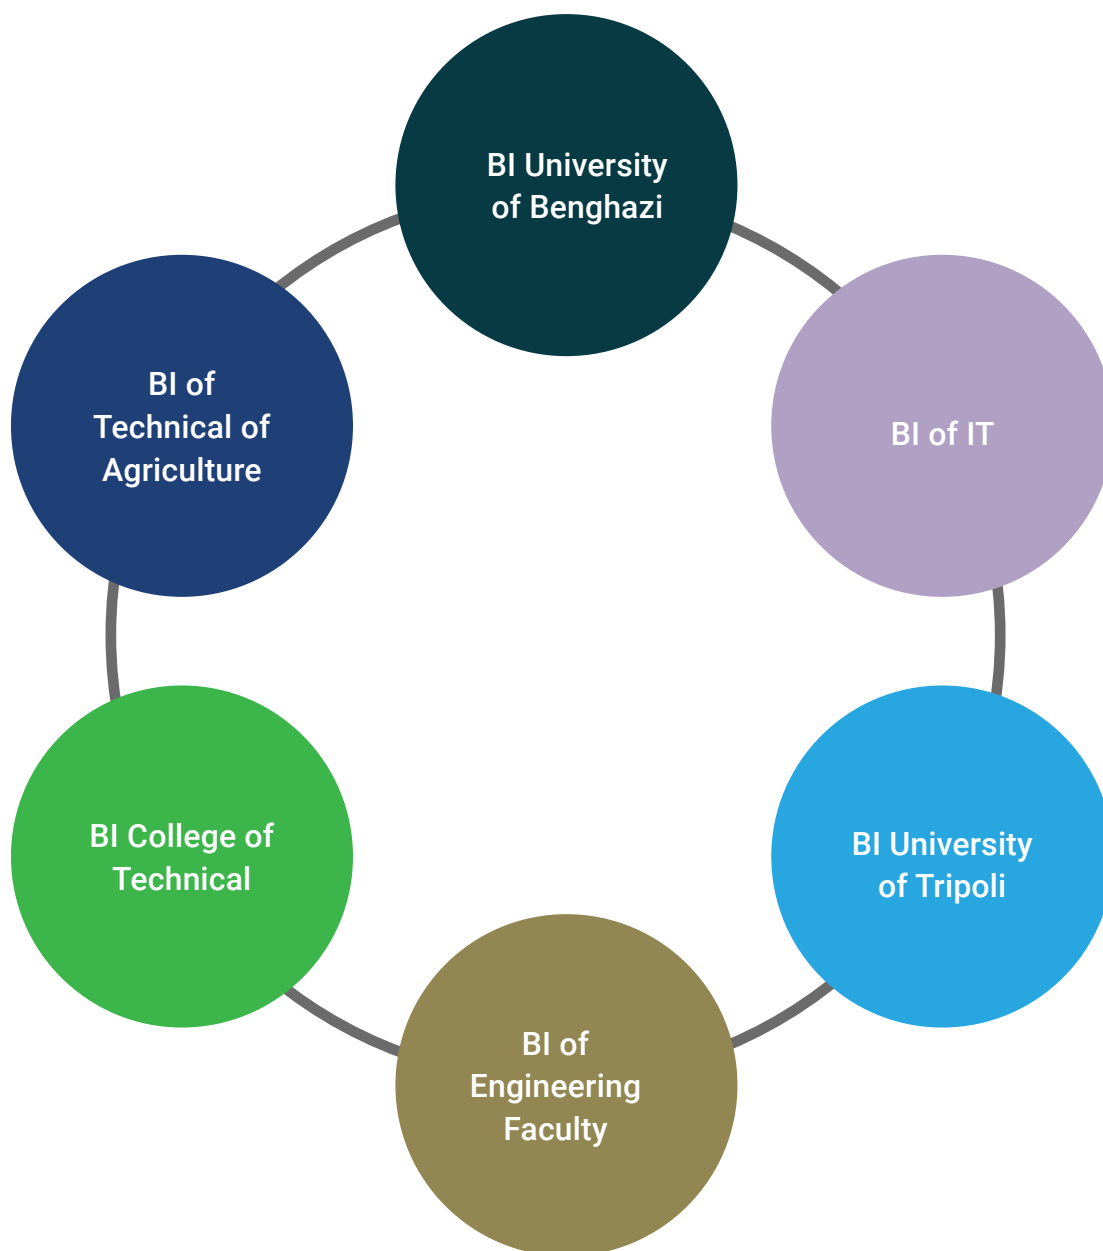 BI University
of Benghazi
BI of
Technical of
Agriculture
BI of IT
BI College of
Technical
BI University
of Tripoli
BI of
Engineering
Faculty